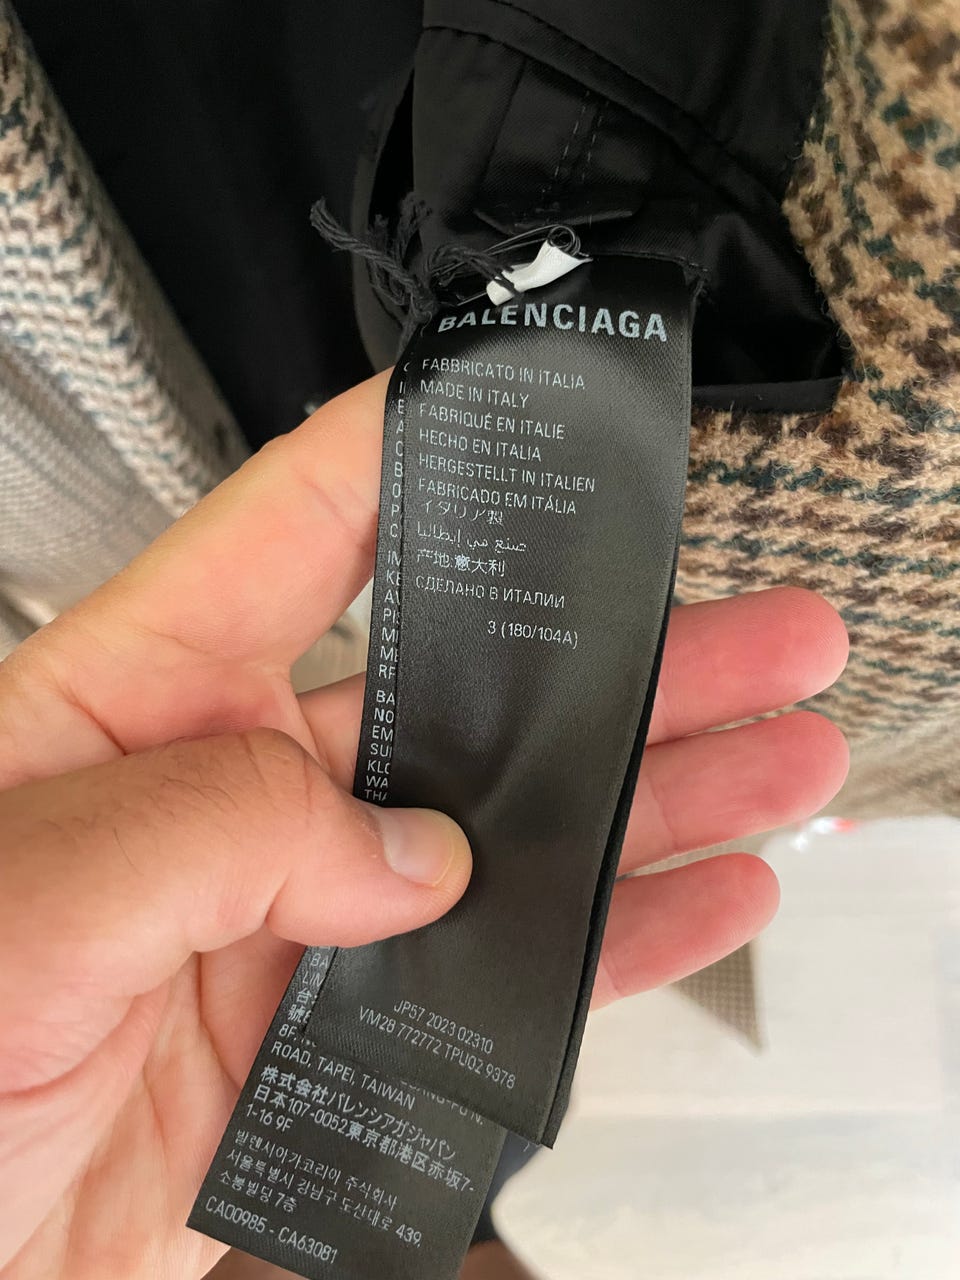 BALENCIAGA
FABBRICATO IN ITALIA
MADE IN ITALY
FABRIQUÉ EN ITALIE
HECHO EN ITALIA
HERGESTELLT IN ITALIEN
FABRICADO EM ITÁLIA
イタリア製
صنع في إيطاليا
产地:意大利
СДЕЛАНО В ИТАЛИИ
3 (180/104A)
JP57 2023 02310
VM28 772772 TPU02 9378
ROAD, TAPEI, TAIWAN
株式会社バレンシアガジャパン
日本107-0052東京都港区赤坂7-
1-16 9F
발렌시아가코리아 주식회사
서울특별시 강남구 도산대로 439,
소봉빌딩 7층
CA00985 - CA63081